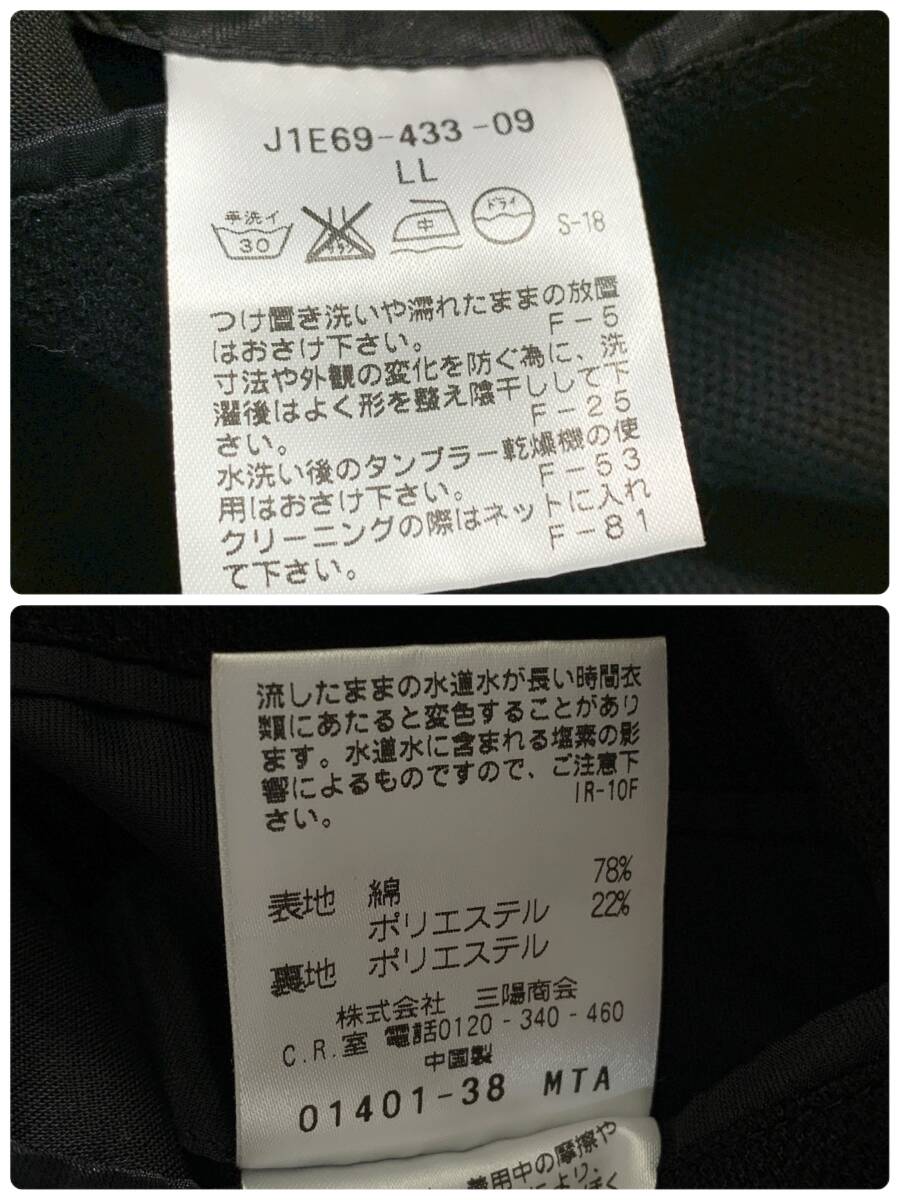 J1E69-433-09
LL
手洗イ
30
中
ドライ
S-18
つけ置き洗いや濡れたままの放置
はおさけ下さい。 F-5
寸法や外観の変化を防ぐ為に、洗
濯後はよく形を整え陰干しして下
さい。 F-25
水洗い後のタンブラー乾燥機の使
用はおさけ下さい。 F-53
クリーニングの際はネットに入れ
て下さい。 F-81
流したままの水道水が長い時間衣
類にあたると変色することがあり
ます。水道水に含まれる塩素の影
響によるものですので、ご注意下
さい。 IR-10F
表地 綿 78%
ポリエステル 22%
裏地 ポリエステル
株式会社 三陽商会
C.R.室 電話0120-340-460
中国製
01401-38 MTA
着用中の摩擦や
により、